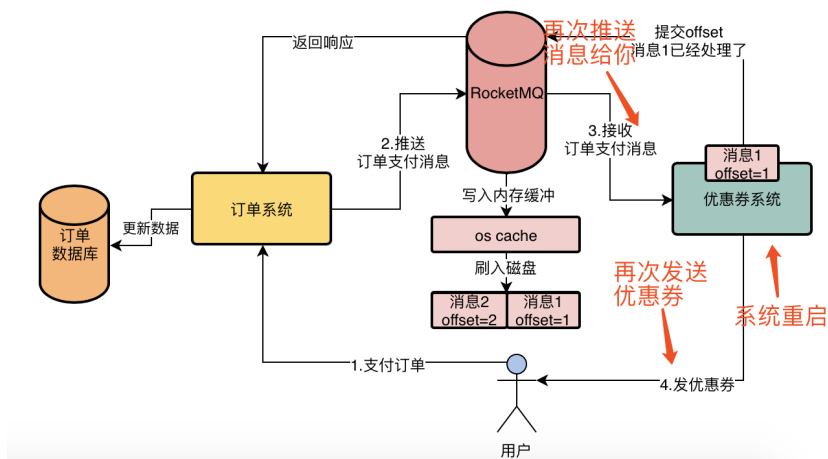 再次推送
消息给你
提交offset
消息1已经处理了
返回响应
RocketMQ
2.推送
订单支付消息
3.接收
订单支付消息
消息1
offset=1
写入内存缓冲
优惠券系统
订单系统
更新数据
订单
数据库
os cache
刷入磁盘
消息2
offset=2
消息1
offset=1
再次发送
优惠券
系统重启
1.支付订单
4.发优惠券
用户